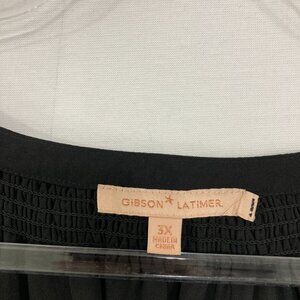 GIBSON LATIMER
3X
MADE IN
CHINA